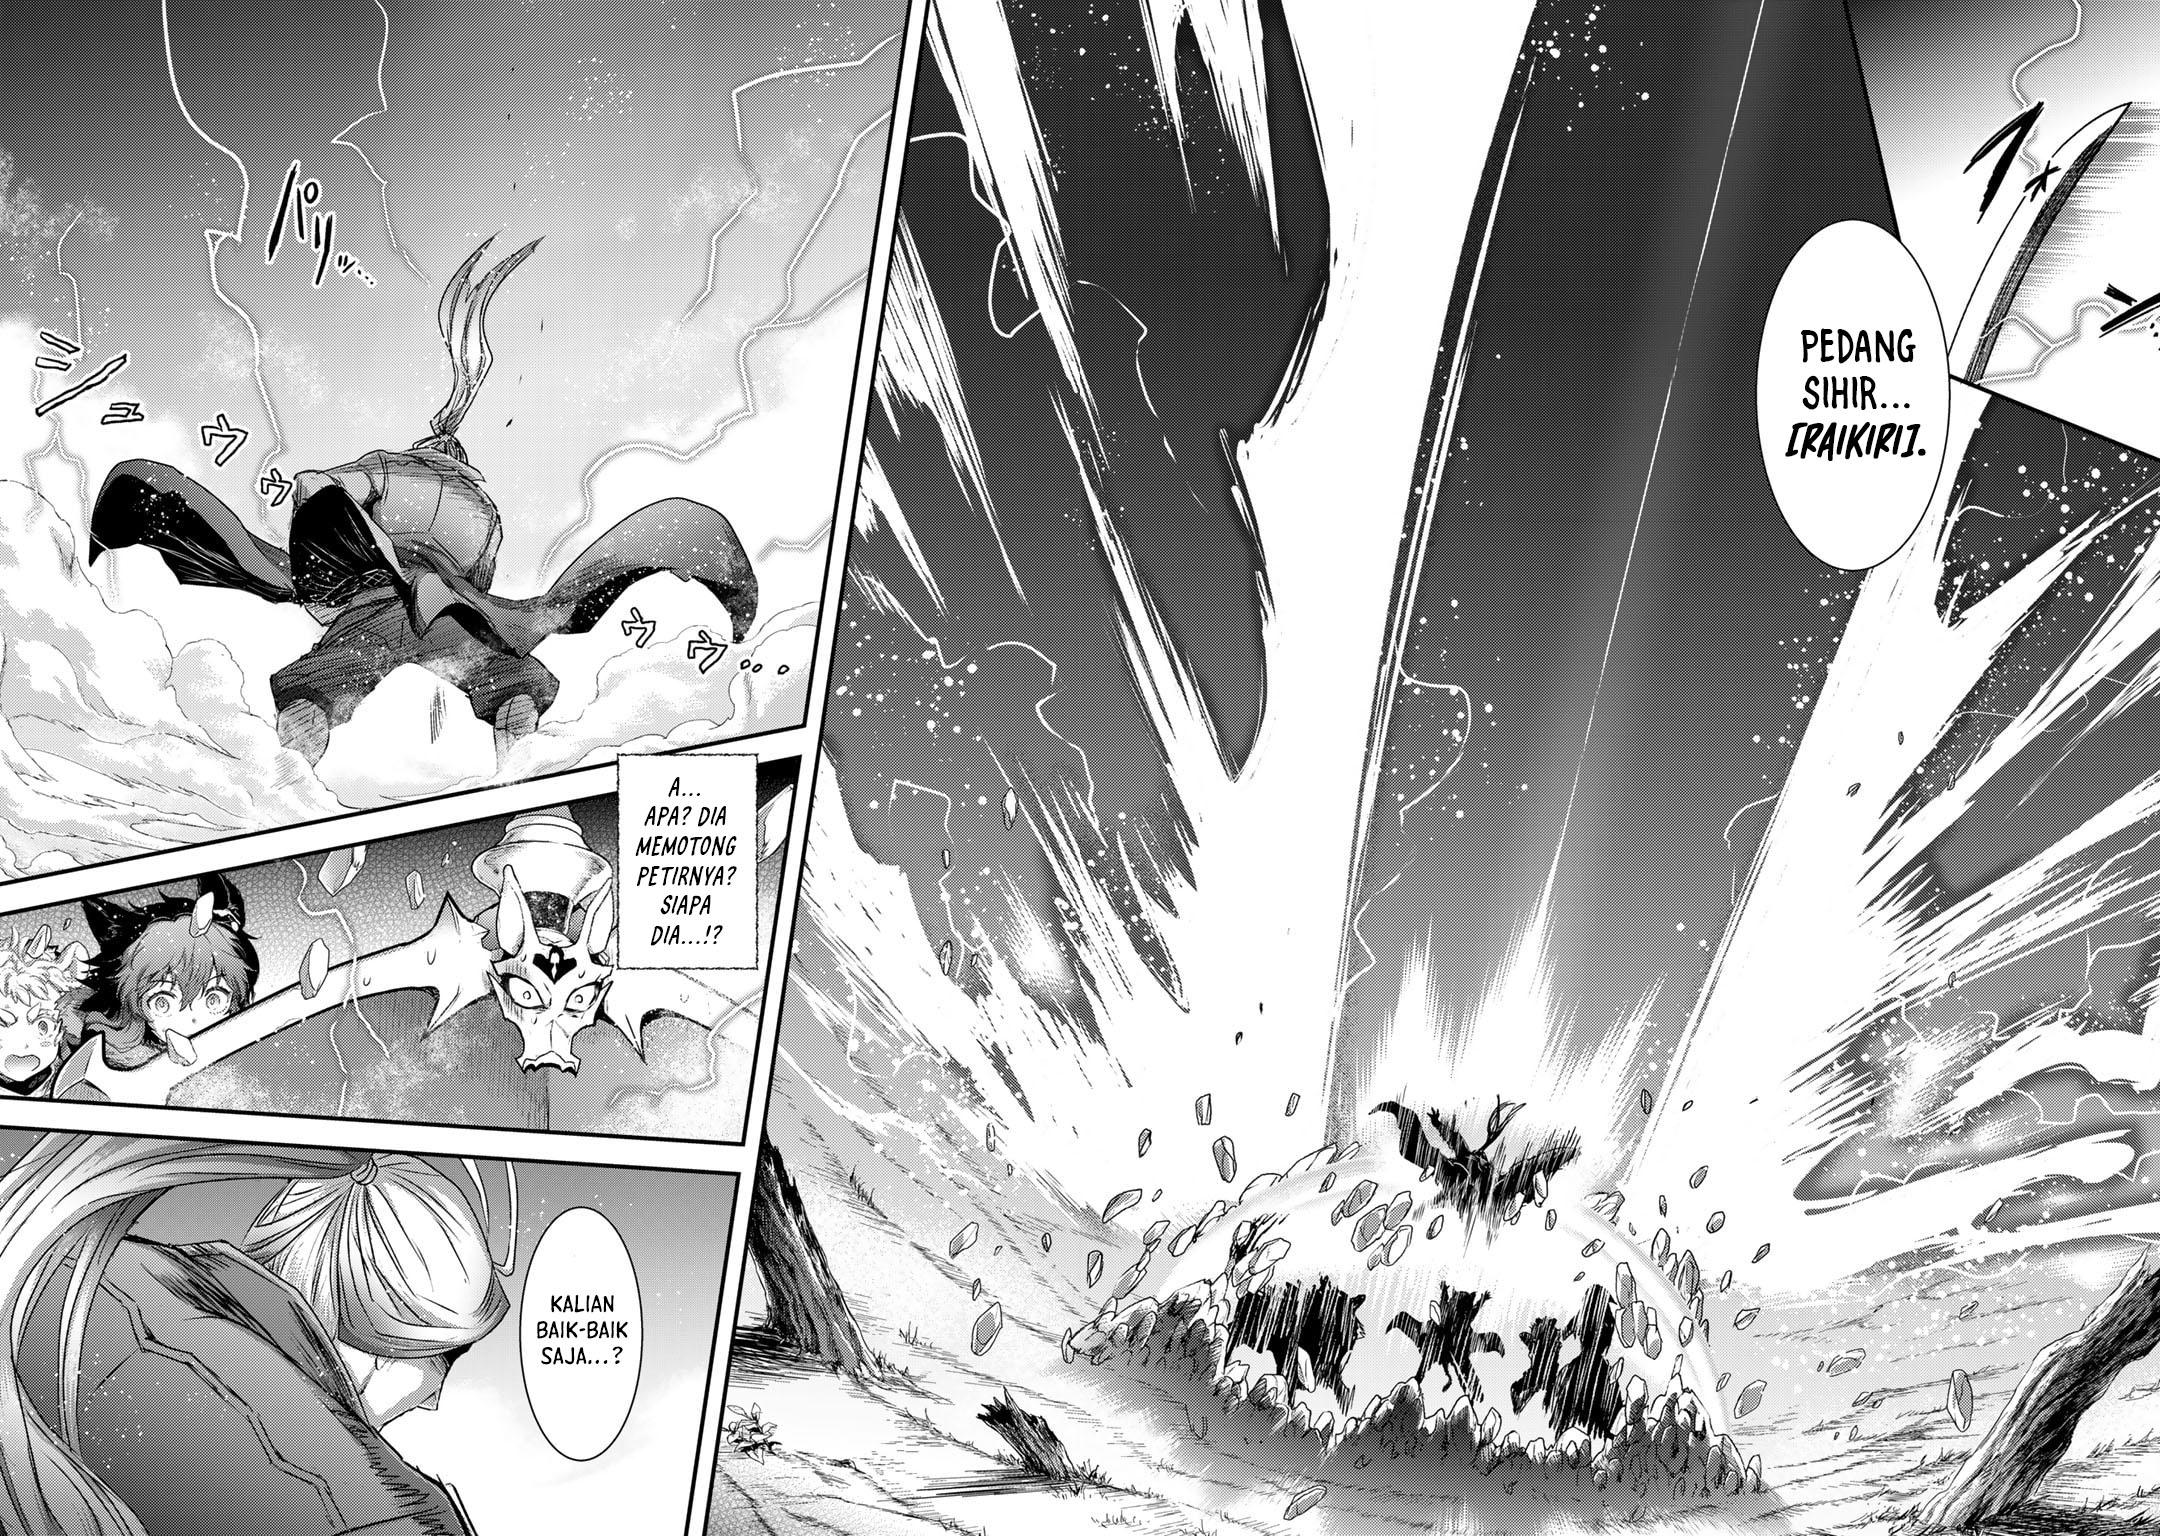 PEDANG
SIHIR...
[RAIKIRI].
パリッ…
シュウウウウ…
A...
APA? DIA
MEMOTONG
PETIRNYA?
SIAPA
DIA...!?
KALIAN
BAIK-BAIK
SAJA...?